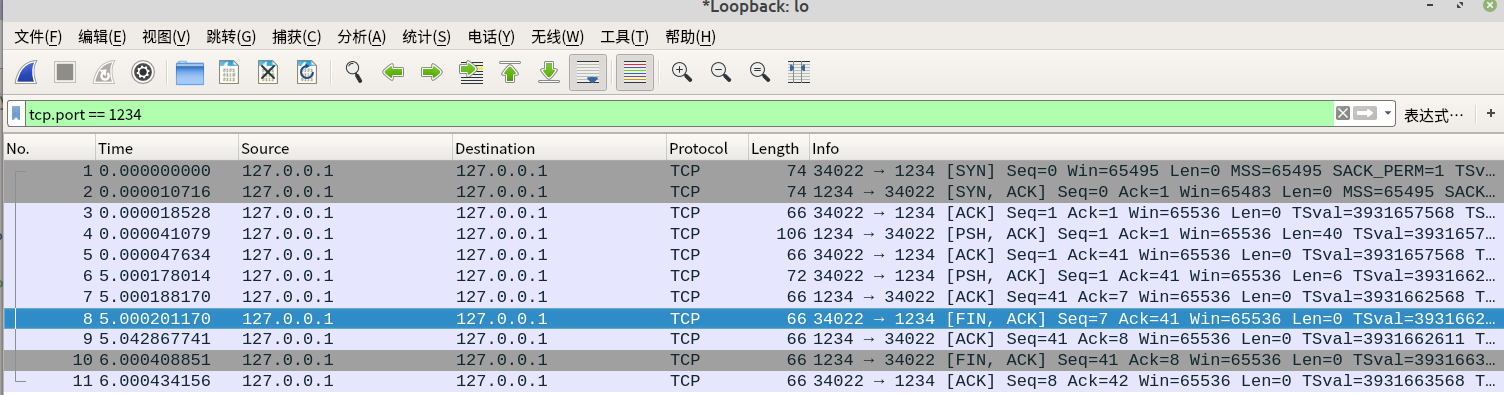 *Loopback: lo
文件(F) 编辑(E) 视图(V) 跳转(G) 捕获(C) 分析(A) 统计(S) 电话(Y) 无线(W) 工具(T) 帮助(H)
tcp.port == 1234 表达式… +
No. Time Source Destination Protocol Length Info
1 0.000000000 127.0.0.1 127.0.0.1 TCP 74 34022 → 1234 [SYN] Seq=0 Win=65495 Len=0 MSS=65495 SACK_PERM=1 TSv…
2 0.000010716 127.0.0.1 127.0.0.1 TCP 74 1234 → 34022 [SYN, ACK] Seq=0 Ack=1 Win=65483 Len=0 MSS=65495 SACK…
3 0.000018528 127.0.0.1 127.0.0.1 TCP 66 34022 → 1234 [ACK] Seq=1 Ack=1 Win=65536 Len=0 TSval=3931657568 TS…
4 0.000041079 127.0.0.1 127.0.0.1 TCP 106 1234 → 34022 [PSH, ACK] Seq=1 Ack=1 Win=65536 Len=40 TSval=3931657…
5 0.000047634 127.0.0.1 127.0.0.1 TCP 66 34022 → 1234 [ACK] Seq=1 Ack=41 Win=65536 Len=0 TSval=3931657568 T…
6 5.000178014 127.0.0.1 127.0.0.1 TCP 72 34022 → 1234 [PSH, ACK] Seq=1 Ack=41 Win=65536 Len=6 TSval=3931662…
7 5.000188170 127.0.0.1 127.0.0.1 TCP 66 1234 → 34022 [ACK] Seq=41 Ack=7 Win=65536 Len=0 TSval=3931662568 T…
8 5.000201170 127.0.0.1 127.0.0.1 TCP 66 34022 → 1234 [FIN, ACK] Seq=7 Ack=41 Win=65536 Len=0 TSval=3931662…
9 5.042867741 127.0.0.1 127.0.0.1 TCP 66 1234 → 34022 [ACK] Seq=41 Ack=8 Win=65536 Len=0 TSval=3931662611 T…
10 6.000408851 127.0.0.1 127.0.0.1 TCP 66 1234 → 34022 [FIN, ACK] Seq=41 Ack=8 Win=65536 Len=0 TSval=3931663…
11 6.000434156 127.0.0.1 127.0.0.1 TCP 66 34022 → 1234 [ACK] Seq=8 Ack=42 Win=65536 Len=0 TSval=3931663568 T…